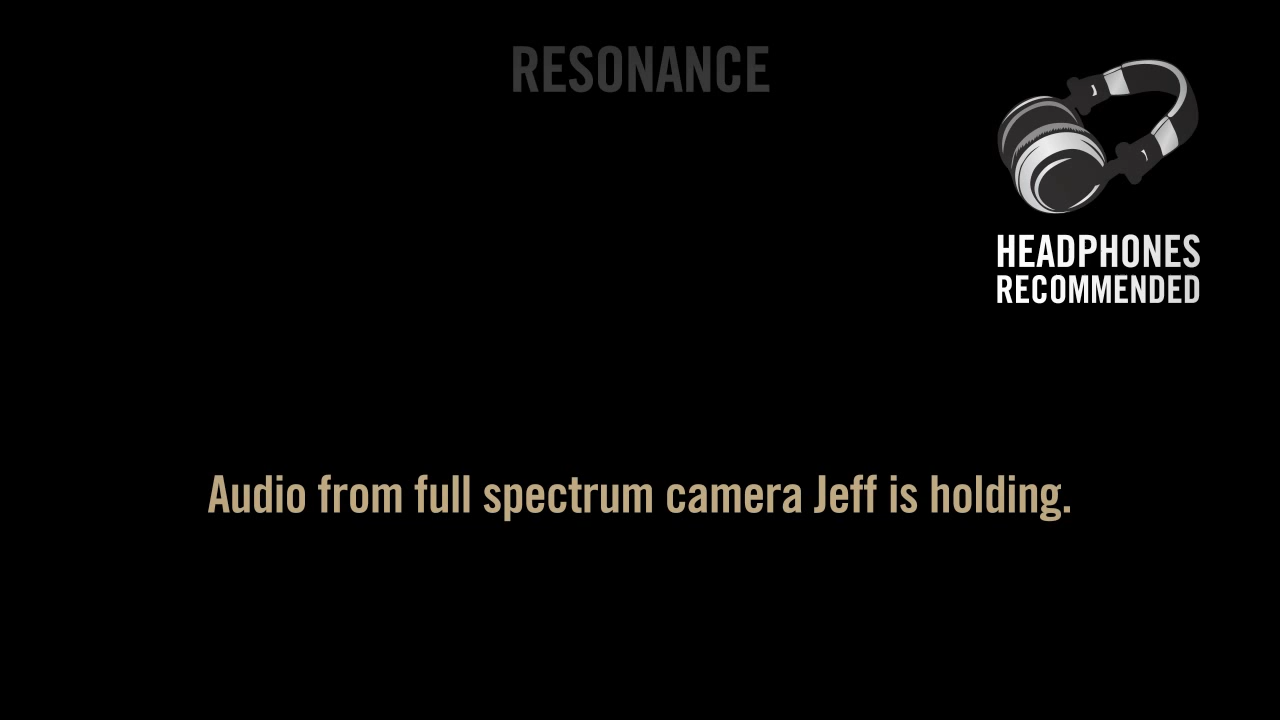 RESONANCE
HEADPHONES
RECOMMENDED
Audio from full spectrum camera Jeff is holding.